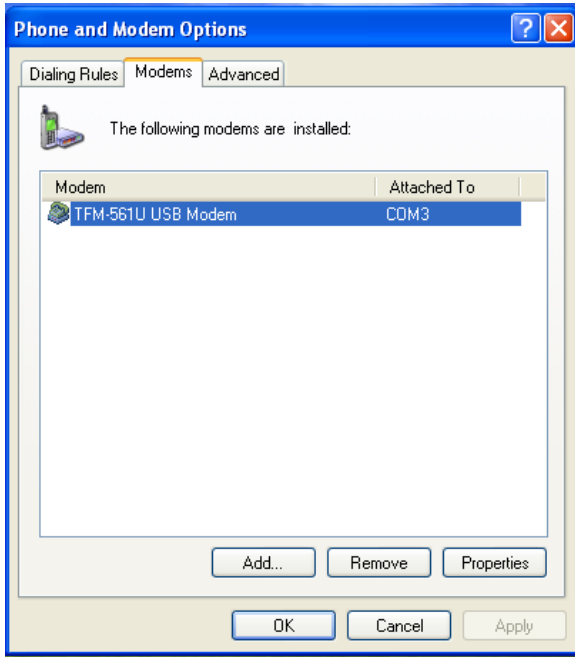 Phone and Modem Options
Dialing Rules Modems Advanced
The following modems are installed:
Modem Attached To
TFM-561U USB Modem COM3
Add... Remove Properties
OK Cancel Apply